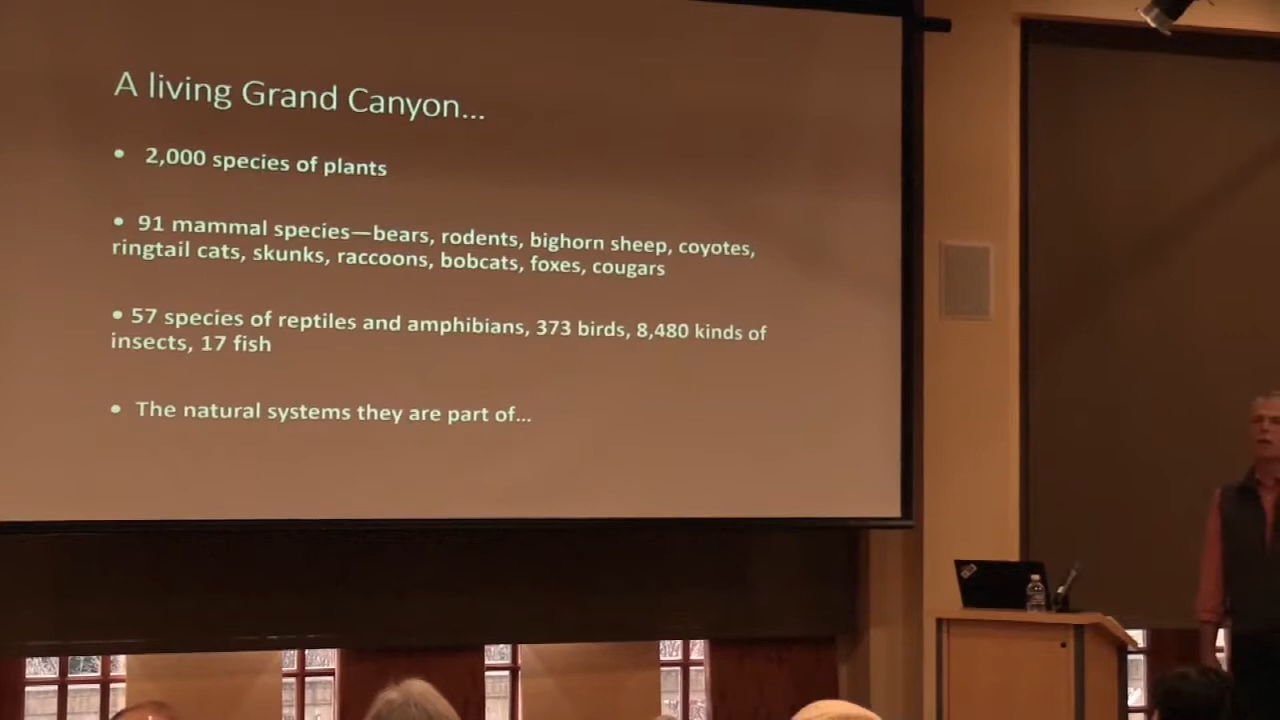 A living Grand Canyon...
• 2,000 species of plants
• 91 mammal species—bears, rodents, bighorn sheep, coyotes,
ringtail cats, skunks, raccoons, bobcats, foxes, cougars
• 57 species of reptiles and amphibians, 373 birds, 8,480 kinds of
insects, 17 fish
• The natural systems they are part of...